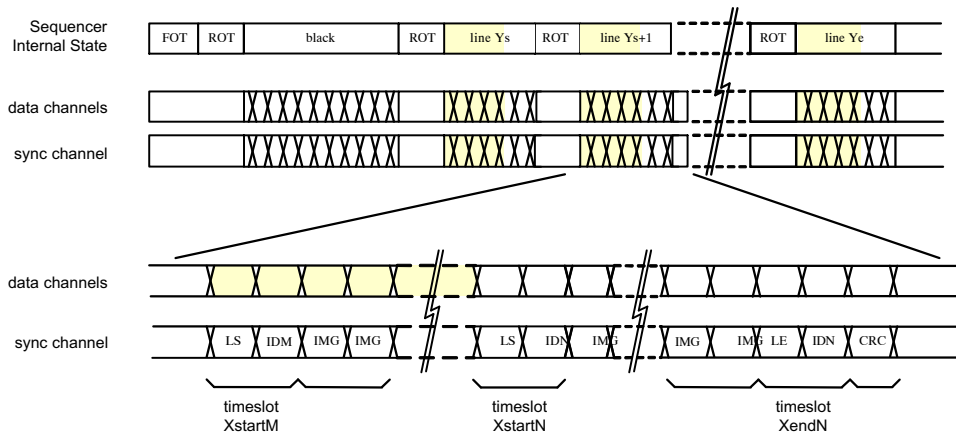 Sequencer
Internal State
FOT ROT black ROT line Ys ROT line Ys+1 ROT line Ye
data channels
sync channel
data channels
sync channel
LS IDM IMG IMG LS IDN IMG IMG IMG LE IDN CRC
timeslot timeslot timeslot
XstartM XstartN XendN